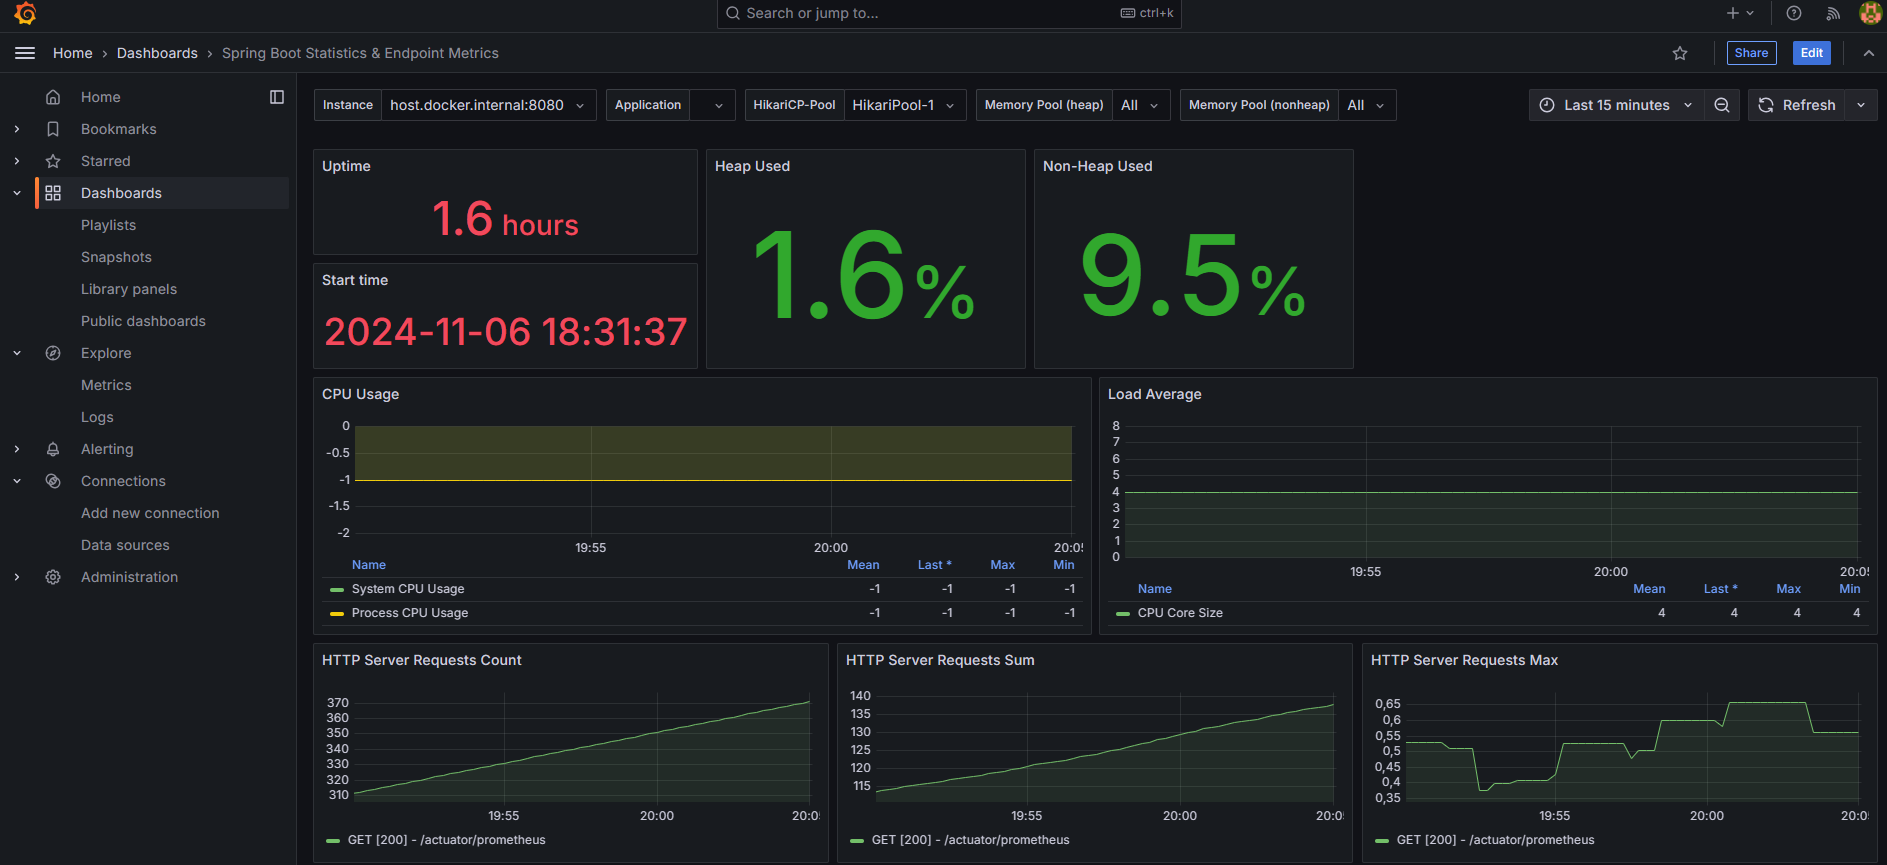 Search or jump to... ctrl+k
Home › Dashboards › Spring Boot Statistics & Endpoint Metrics Share Edit
Home
Bookmarks
Starred
Dashboards
Playlists
Snapshots
Library panels
Public dashboards
Explore
Metrics
Logs
Alerting
Connections
Add new connection
Data sources
Administration
Instance host.docker.internal:8080 Application HikariCP-Pool HikariPool-1 Memory Pool (heap) All Memory Pool (nonheap) All Last 15 minutes Refresh
Uptime
1.6 hours
Start time
2024-11-06 18:31:37
Heap Used
1.6%
Non-Heap Used
9.5%
CPU Usage
0
-0.5
-1
-1.5
-2
19:55 20:00 20:05
Name Mean Last * Max Min
System CPU Usage -1 -1 -1 -1
Process CPU Usage -1 -1 -1 -1
Load Average
8
7
6
5
4
3
2
1
0
19:55 20:00 20:05
Name Mean Last * Max Min
CPU Core Size 4 4 4 4
HTTP Server Requests Count
370
360
350
340
330
320
310
19:55 20:00 20:0
GET [200] - /actuator/prometheus
HTTP Server Requests Sum
140
135
130
125
120
115
19:55 20:00 20:0
GET [200] - /actuator/prometheus
HTTP Server Requests Max
0,65
0,6
0,55
0,5
0,45
0,4
0,35
19:55 20:00 20:0
GET [200] - /actuator/prometheus